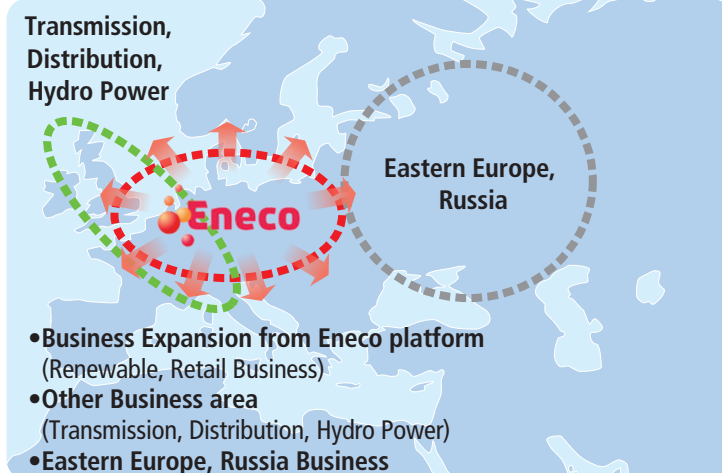 Transmission,
Distribution,
Hydro Power
Eneco
Eastern Europe,
Russia
•Business Expansion from Eneco platform
(Renewable, Retail Business)
•Other Business area
(Transmission, Distribution, Hydro Power)
•Eastern Europe, Russia Business